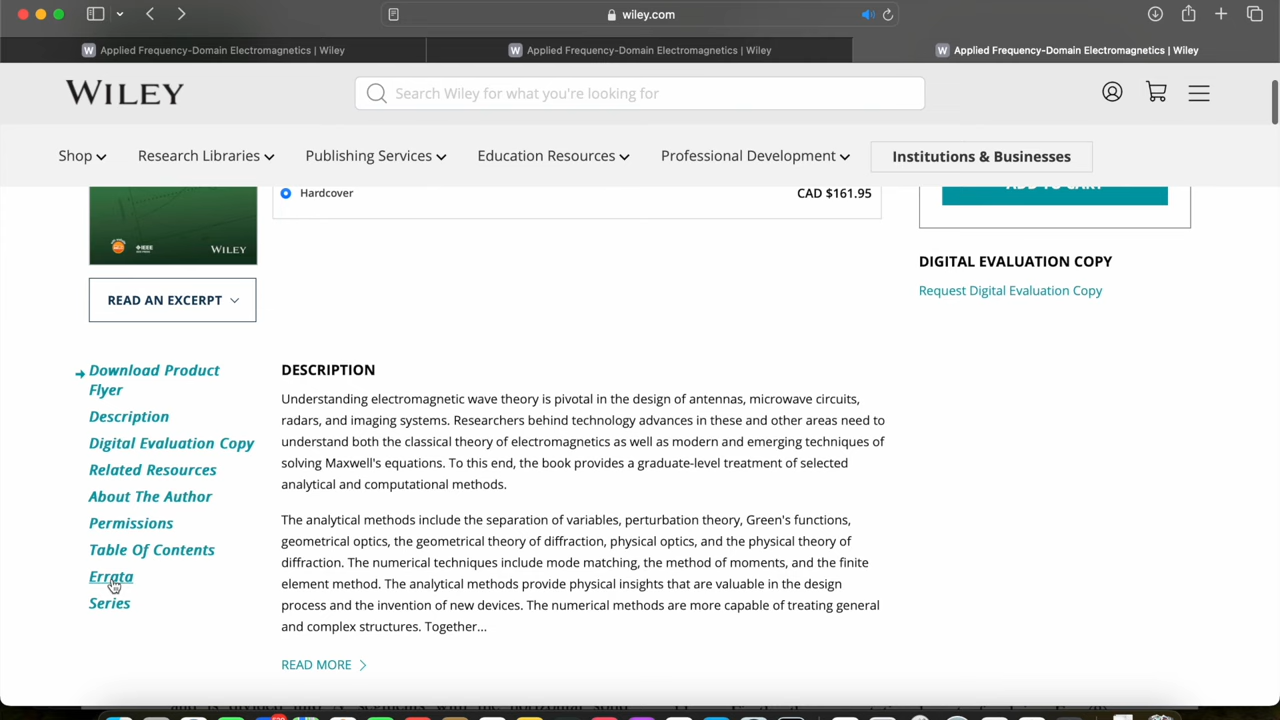 wiley.com
W Applied Frequency-Domain Electromagnetics | Wiley
W Applied Frequency-Domain Electromagnetics | Wiley
W Applied Frequency-Domain Electromagnetics | Wiley
WILEY
Search Wiley for what you're looking for
Shop Research Libraries Publishing Services Education Resources Professional Development Institutions & Businesses
Hardcover CAD $161.95
ADD TO CART
IEEE WILEY
DIGITAL EVALUATION COPY
Request Digital Evaluation Copy
READ AN EXCERPT
Download Product
Flyer
Description
Digital Evaluation Copy
Related Resources
About The Author
Permissions
Table Of Contents
Errata
Series
DESCRIPTION
Understanding electromagnetic wave theory is pivotal in the design of antennas, microwave circuits,
radars, and imaging systems. Researchers behind technology advances in these and other areas need to
understand both the classical theory of electromagnetics as well as modern and emerging techniques of
solving Maxwell's equations. To this end, the book provides a graduate-level treatment of selected
analytical and computational methods.
The analytical methods include the separation of variables, perturbation theory, Green's functions,
geometrical optics, the geometrical theory of diffraction, physical optics, and the physical theory of
diffraction. The numerical techniques include mode matching, the method of moments, and the finite
element method. The analytical methods provide physical insights that are valuable in the design
process and the invention of new devices. The numerical methods are more capable of treating general
and complex structures. Together...
READ MORE